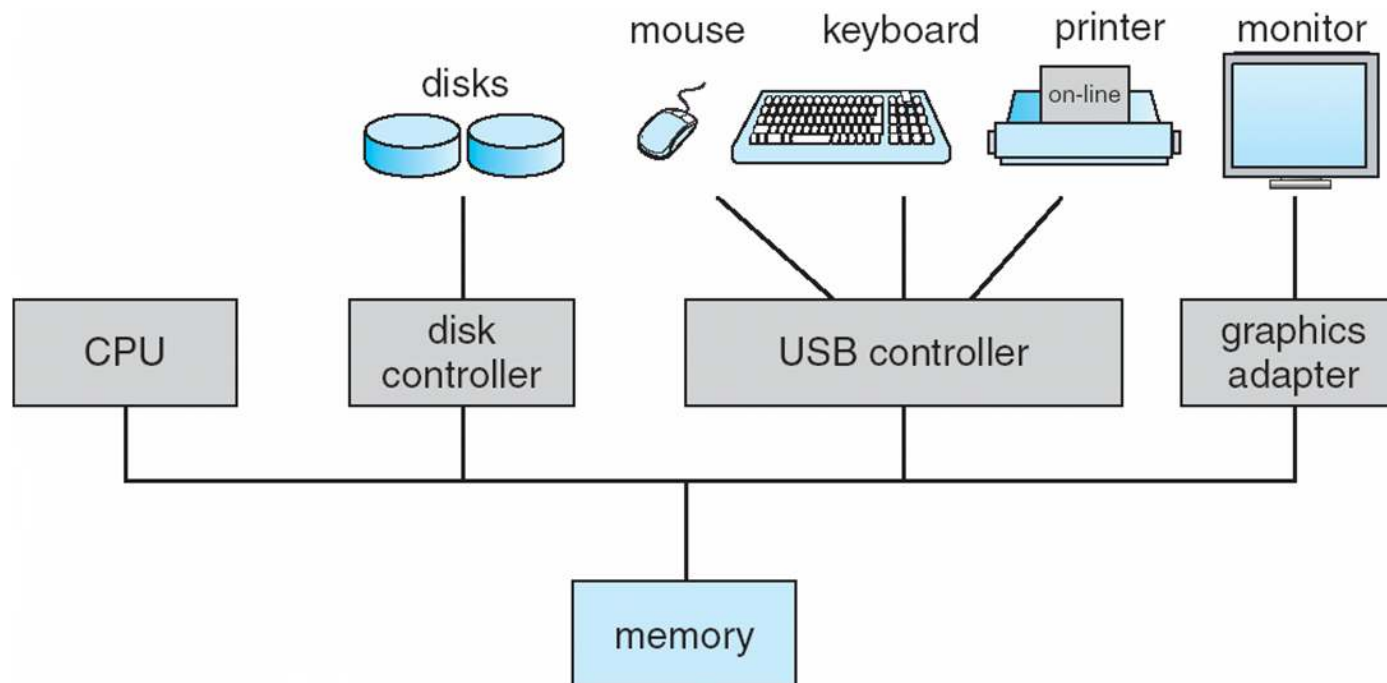 mouse
keyboard
printer
monitor
disks
on-line
CPU
disk
controller
USB controller
graphics
adapter
memory